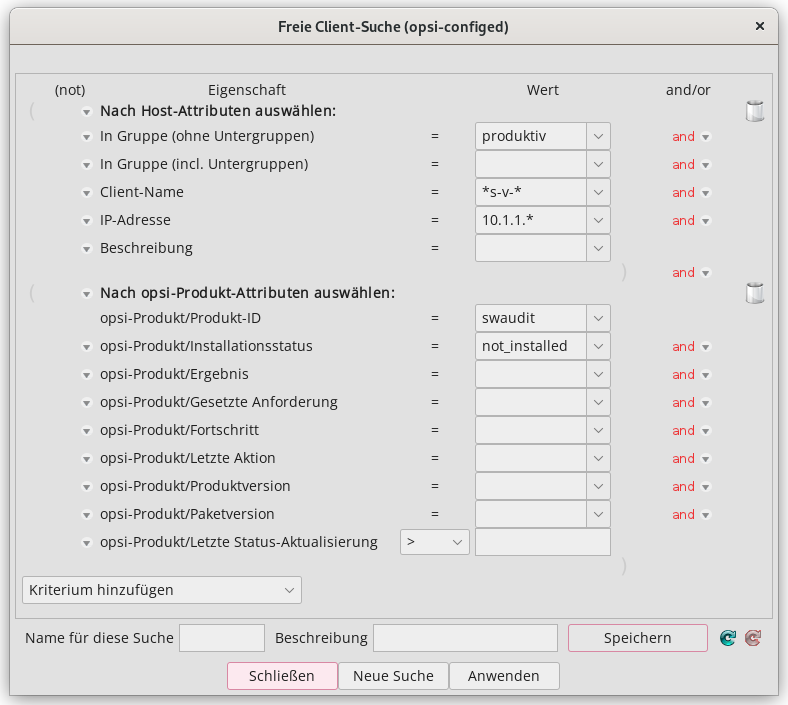 Freie Client-Suche (opsi-configed) ×
(not) Eigenschaft Wert and/or
( Nach Host-Attributen auswählen:
In Gruppe (ohne Untergruppen) = produktiv and
In Gruppe (incl. Untergruppen) = and
Client-Name = *s-v-* and
IP-Adresse = 10.1.1.* and
Beschreibung =
) and
( Nach opsi-Produkt-Attributen auswählen:
opsi-Produkt/Produkt-ID = swaudit
opsi-Produkt/Installationsstatus = not_installed and
opsi-Produkt/Ergebnis = and
opsi-Produkt/Gesetzte Anforderung = and
opsi-Produkt/Fortschritt = and
opsi-Produkt/Letzte Aktion = and
opsi-Produkt/Produktversion = and
opsi-Produkt/Paketversion = and
opsi-Produkt/Letzte Status-Aktualisierung >
)
Kriterium hinzufügen
Name für diese Suche Beschreibung Speichern
Schließen Neue Suche Anwenden